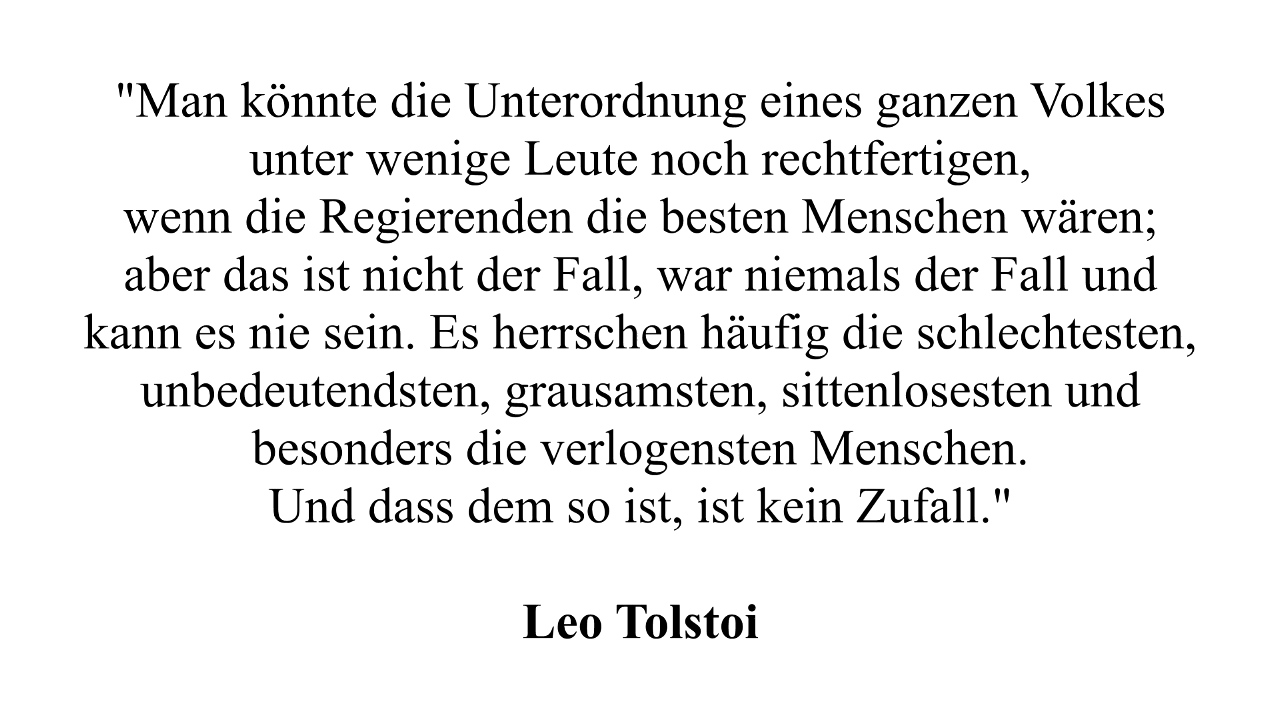 "Man könnte die Unterordnung eines ganzen Volkes
unter wenige Leute noch rechtfertigen,
wenn die Regierenden die besten Menschen wären;
aber das ist nicht der Fall, war niemals der Fall und
kann es nie sein. Es herrschen häufig die schlechtesten,
unbedeutendsten, grausamsten, sittenlosesten und
besonders die verlogensten Menschen.
Und dass dem so ist, ist kein Zufall."
Leo Tolstoi